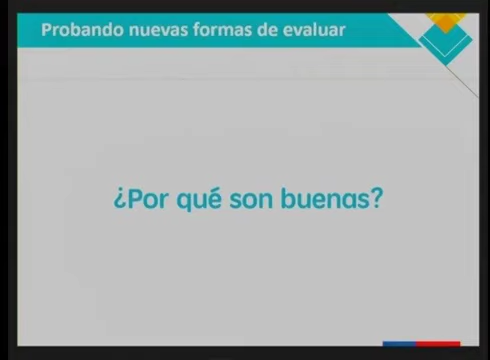 Probando nuevas formas de evaluar
¿Por qué son buenas?